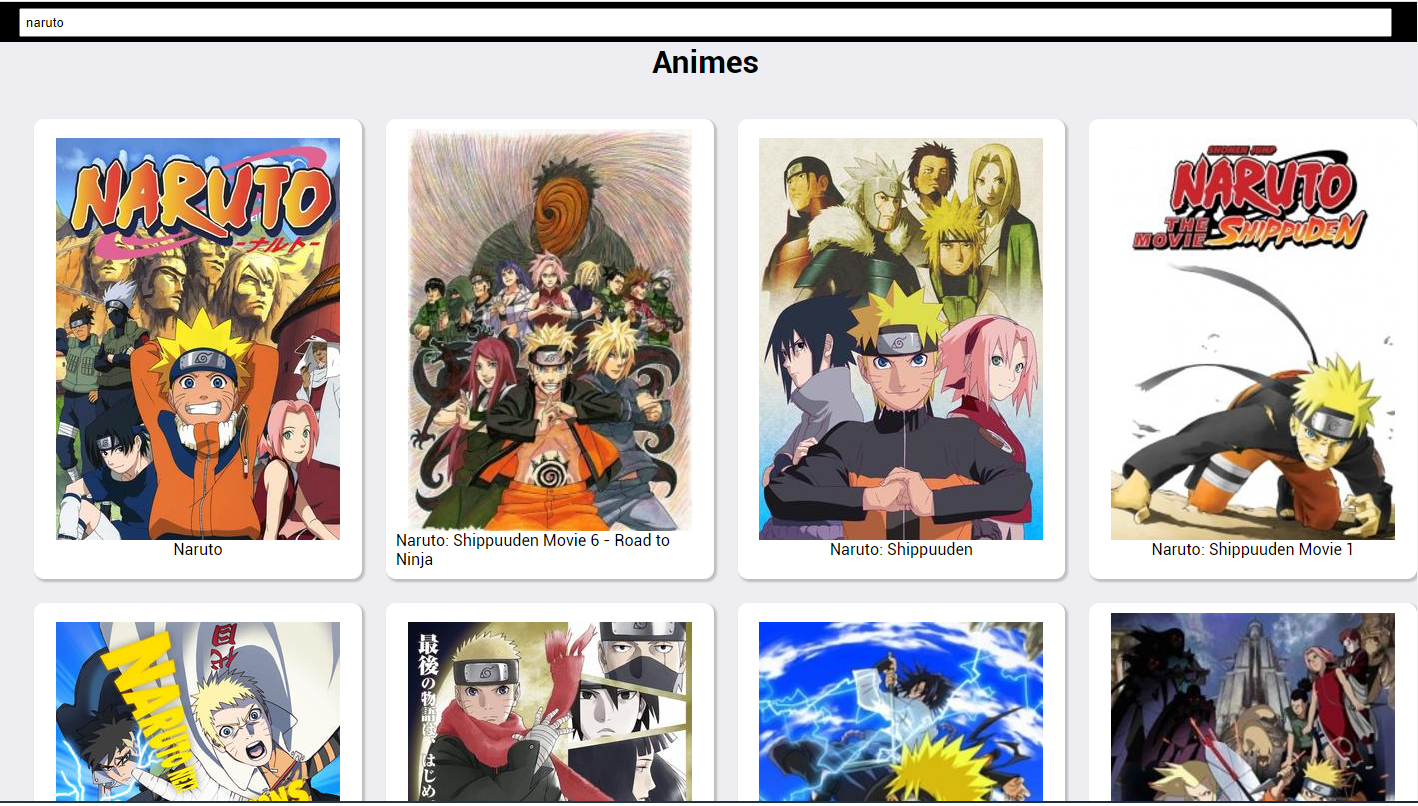 naruto
Animes
NARUTO
-ナルト-
SHONEN JUMP
NARUTO
THE MOVIE SHIPPUDEN
Naruto
Naruto: Shippuuden Movie 6 - Road to
Ninja
Naruto: Shippuuden
Naruto: Shippuuden Movie 1
NARUTO
最後の物語は、はじめ